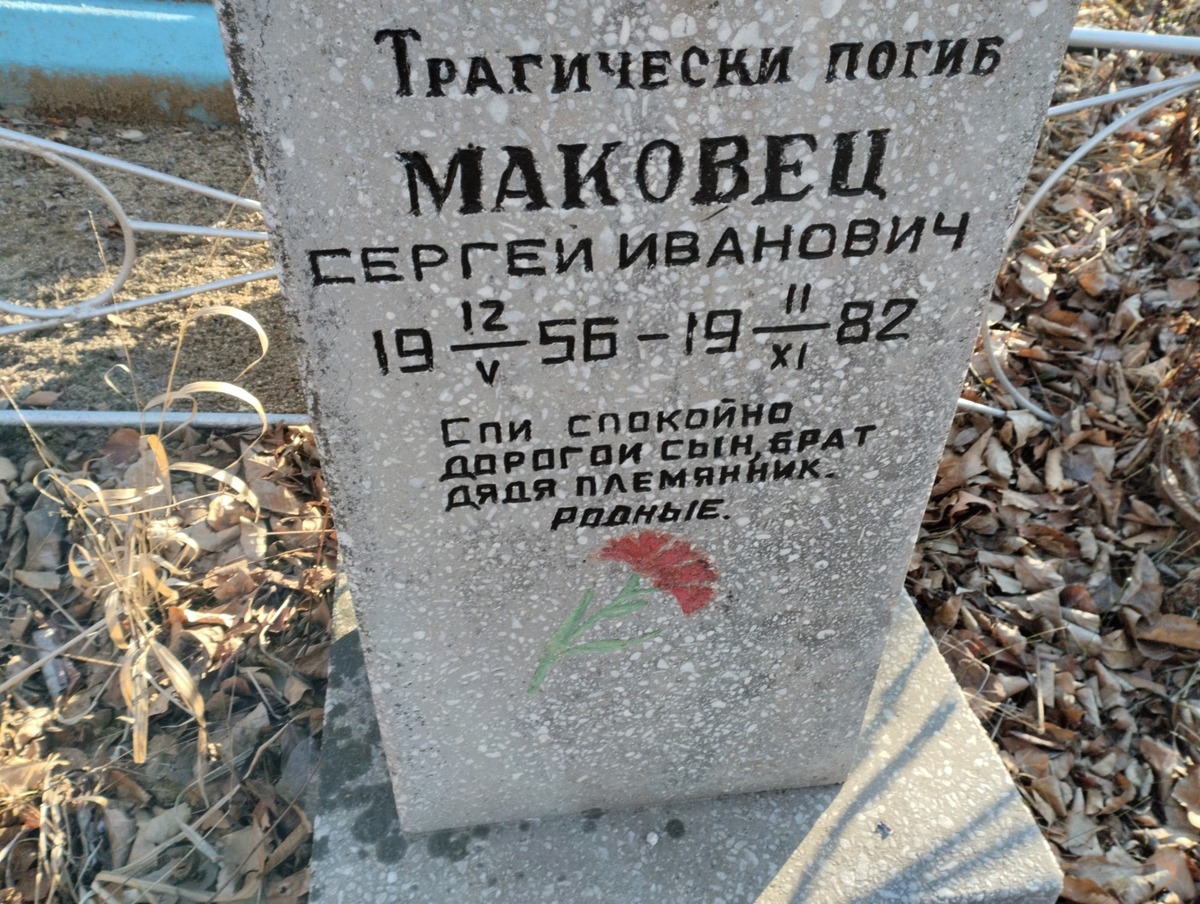 Трагически погиб
МАКОВЕЦ
СЕРГЕЙ ИВАНОВИЧ
19 12/V 56 - 19 11/XI 82
Спи спокойно
дорогой сын, брат
дядя племянник.
Родные.